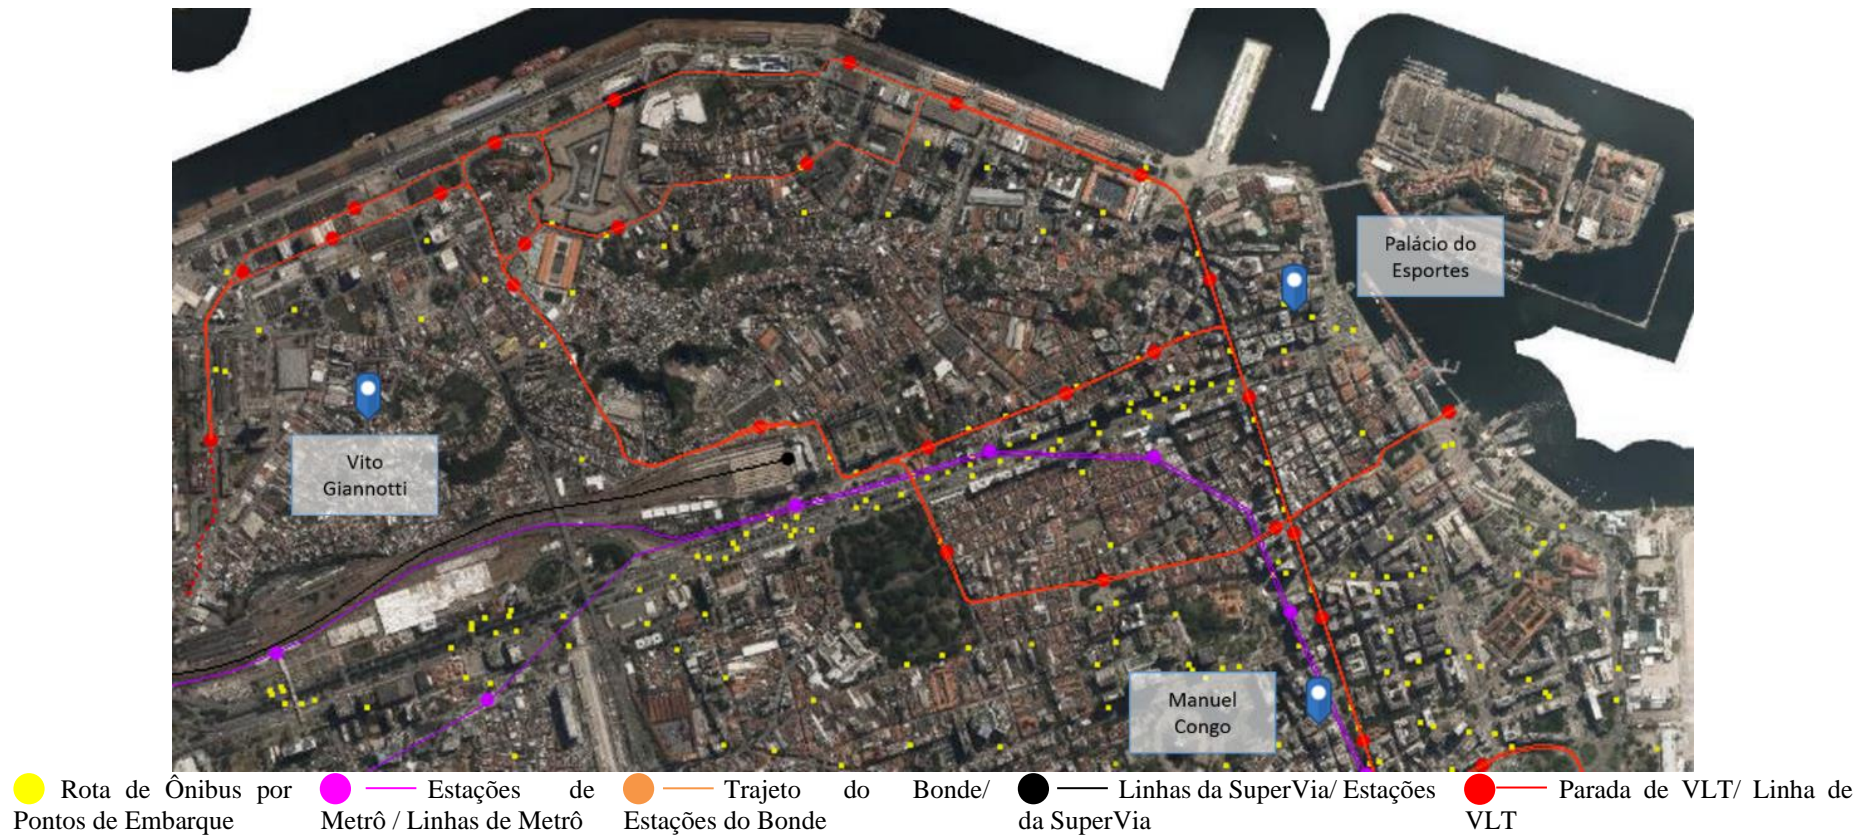 Palácio do
Esportes
Vito
Giannotti
Manuel
Congo
Rota de Ônibus por
Pontos de Embarque
Estações de
Metrô / Linhas de Metrô
Trajeto do Bonde/
Estações do Bonde
Linhas da SuperVia/ Estações
da SuperVia
Parada de VLT/ Linha de
VLT